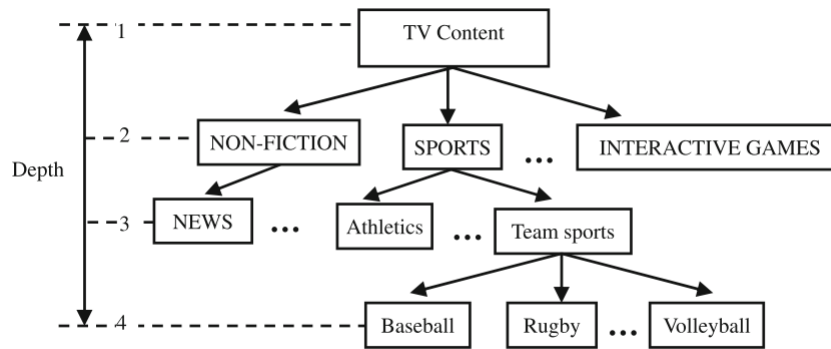 1
TV Content
2
NON-FICTION
SPORTS
...
INTERACTIVE GAMES
Depth
3
NEWS
...
Athletics
...
Team sports
4
Baseball
Rugby
...
Volleyball